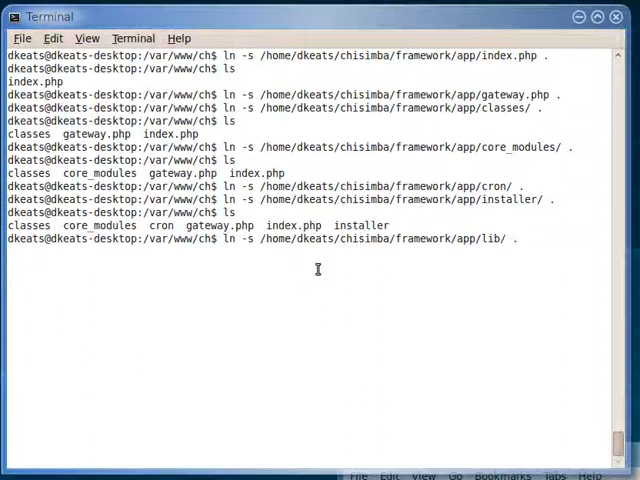 Terminal
File Edit View Terminal Help
dkeats@dkeats-desktop:/var/www/ch$ ln -s /home/dkeats/chisimba/framework/app/index.php .
dkeats@dkeats-desktop:/var/www/ch$ ls
index.php
dkeats@dkeats-desktop:/var/www/ch$ ln -s /home/dkeats/chisimba/framework/app/gateway.php .
dkeats@dkeats-desktop:/var/www/ch$ ln -s /home/dkeats/chisimba/framework/app/classes/ .
dkeats@dkeats-desktop:/var/www/ch$ ls
classes  gateway.php  index.php
dkeats@dkeats-desktop:/var/www/ch$ ln -s /home/dkeats/chisimba/framework/app/core_modules/ .
dkeats@dkeats-desktop:/var/www/ch$ ls
classes  core_modules  gateway.php  index.php
dkeats@dkeats-desktop:/var/www/ch$ ln -s /home/dkeats/chisimba/framework/app/cron/ .
dkeats@dkeats-desktop:/var/www/ch$ ln -s /home/dkeats/chisimba/framework/app/installer/ .
dkeats@dkeats-desktop:/var/www/ch$ ls
classes  core_modules  cron  gateway.php  index.php  installer
dkeats@dkeats-desktop:/var/www/ch$ ln -s /home/dkeats/chisimba/framework/app/lib/ .
File Edit View Go Bookmarks Tabs Help